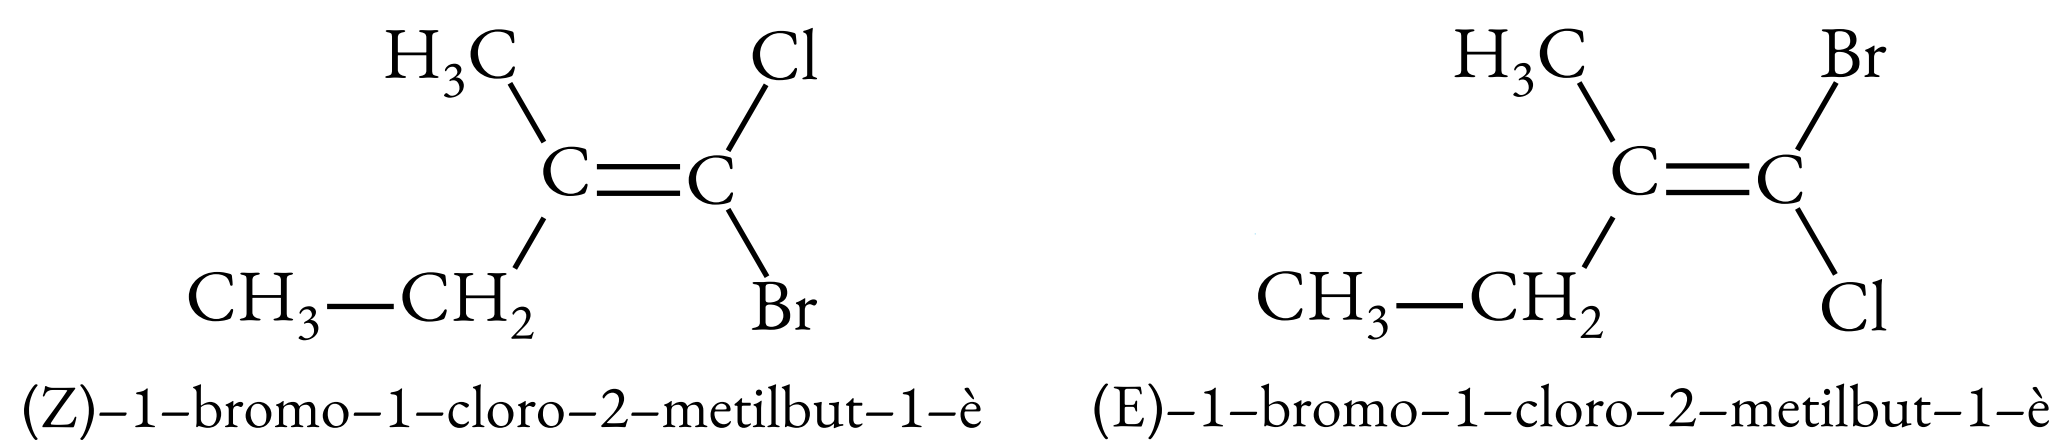 H₃C Cl H₃C Br
C=C C=C
CH₃—CH₂ Br CH₃—CH₂ Cl
(Z)–1–bromo–1–cloro–2–metilbut–1–è (E)–1–bromo–1–cloro–2–metilbut–1–è